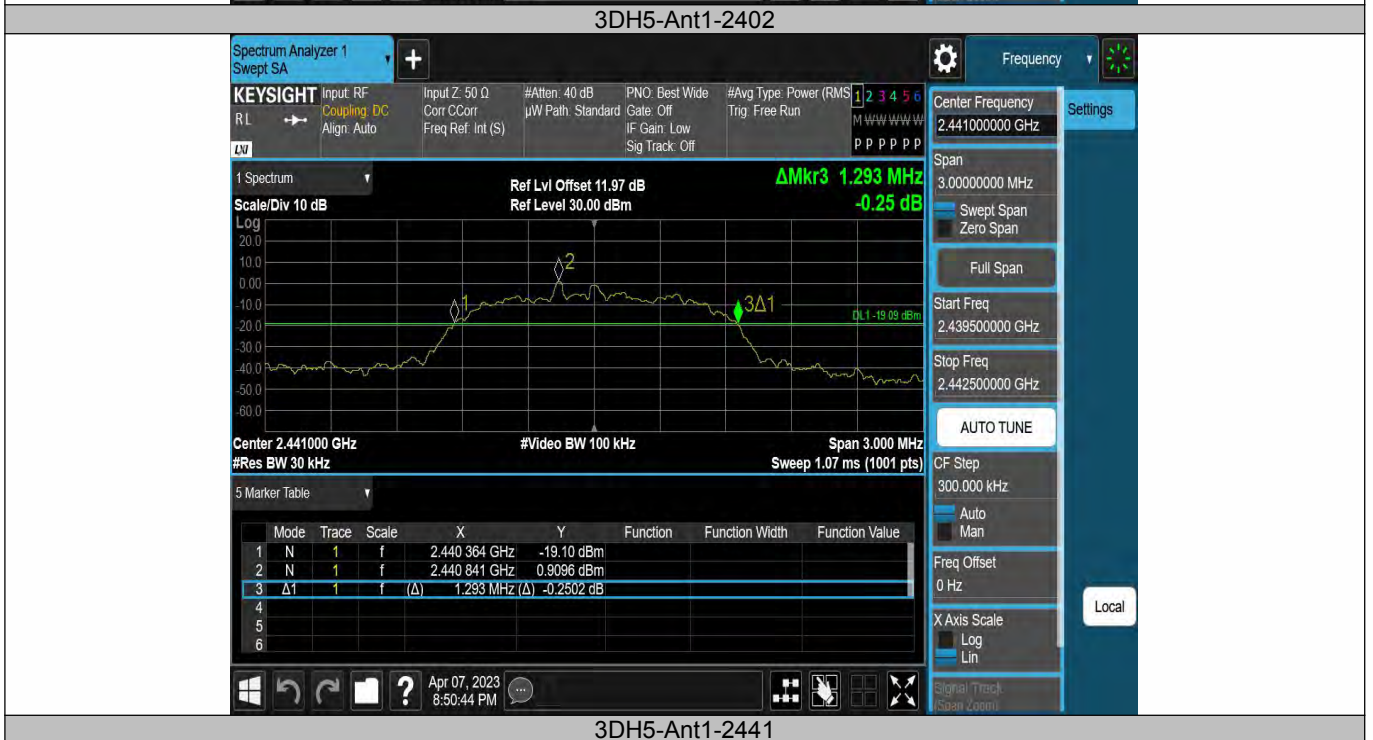 3DH5-Ant1-2402
Spectrum Analyzer 1
Swept SA
+
Frequency
KEYSIGHT
RL
LXI
Input: RF
Coupling: DC
Align: Auto
Input Z: 50 Ω
Corr CCorr
Freq Ref: Int (S)
#Atten: 40 dB
µW Path: Standard
PNO: Best Wide
Gate: Off
IF Gain: Low
Sig Track: Off
#Avg Type: Power (RMS
Trig: Free Run
1 2 3 4 5 6
M W W W W W
P P P P P P
Center Frequency
2.441000000 GHz
Settings
Span
3.00000000 MHz
Swept Span
Zero Span
Full Span
Start Freq
2.439500000 GHz
Stop Freq
2.442500000 GHz
AUTO TUNE
CF Step
300.000 kHz
Auto
Man
Freq Offset
0 Hz
X Axis Scale
Log
Lin
Signal Track
(Span Zoom)
Local
1 Spectrum
Scale/Div 10 dB
Ref Lvl Offset 11.97 dB
Ref Level 30.00 dBm
ΔMkr3 1.293 MHz
-0.25 dB
Log
20.0
10.0
0.00
-10.0
-20.0
-30.0
-40.0
-50.0
-60.0
1
2
3Δ1
DL1 -19.09 dBm
Center 2.441000 GHz
#Video BW 100 kHz
Span 3.000 MHz
#Res BW 30 kHz
Sweep 1.07 ms (1001 pts)
5 Marker Table
Mode Trace Scale X Y Function Function Width Function Value
1 N 1 f 2.440 364 GHz -19.10 dBm
2 N 1 f 2.440 841 GHz 0.9096 dBm
3 Δ1 1 f (Δ) 1.293 MHz (Δ) -0.2502 dB
4
5
6
?
Apr 07, 2023
8:50:44 PM
3DH5-Ant1-2441